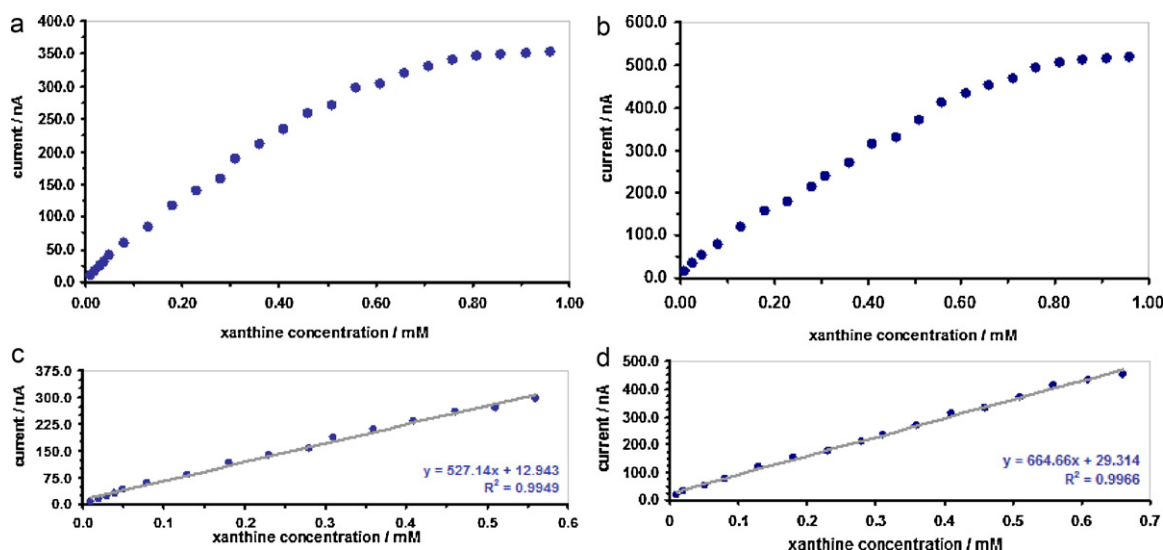 a
400.0
350.0
300.0
250.0
200.0
150.0
100.0
50.0
0.0
current / nA
0.00 0.20 0.40 0.60 0.80 1.00
xanthine concentration / mM
b
600.0
500.0
400.0
300.0
200.0
100.0
0.0
current / nA
0.00 0.20 0.40 0.60 0.80 1.00
xanthine concentration / mM
c
375.0
300.0
225.0
150.0
75.0
0.0
current / nA
y = 527.14x + 12.943
R² = 0.9949
0 0.1 0.2 0.3 0.4 0.5 0.6
xanthine concentration / mM
d
500.0
400.0
300.0
200.0
100.0
0.0
current / nA
y = 664.66x + 29.314
R² = 0.9966
0 0.1 0.2 0.3 0.4 0.5 0.6 0.7
xanthine concentration / mM